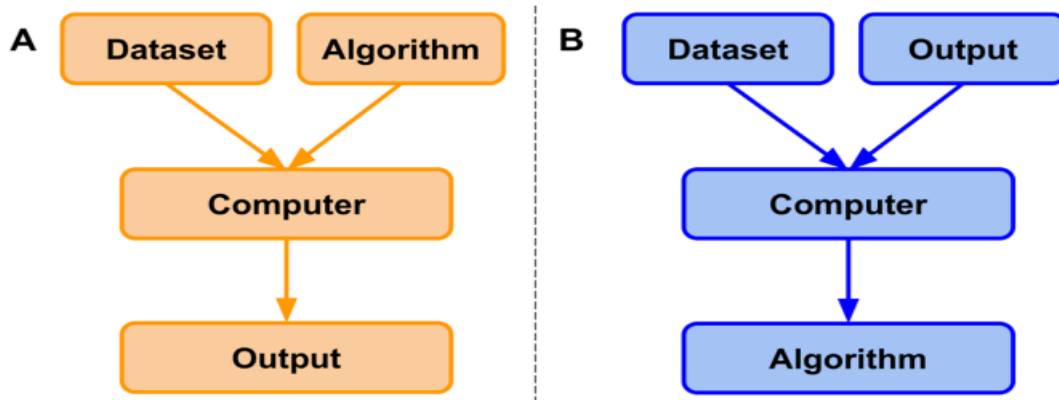 A
Dataset
Algorithm
Computer
Output
B
Dataset
Output
Computer
Algorithm